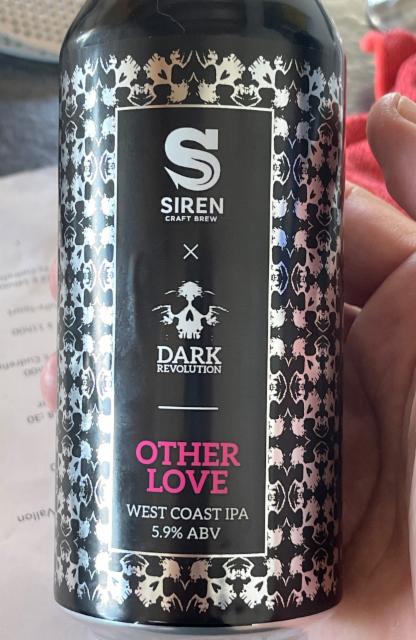 S
SIREN
CRAFT BREW
×
DARK
REVOLUTION
OTHER
LOVE
WEST COAST IPA
5.9% ABV